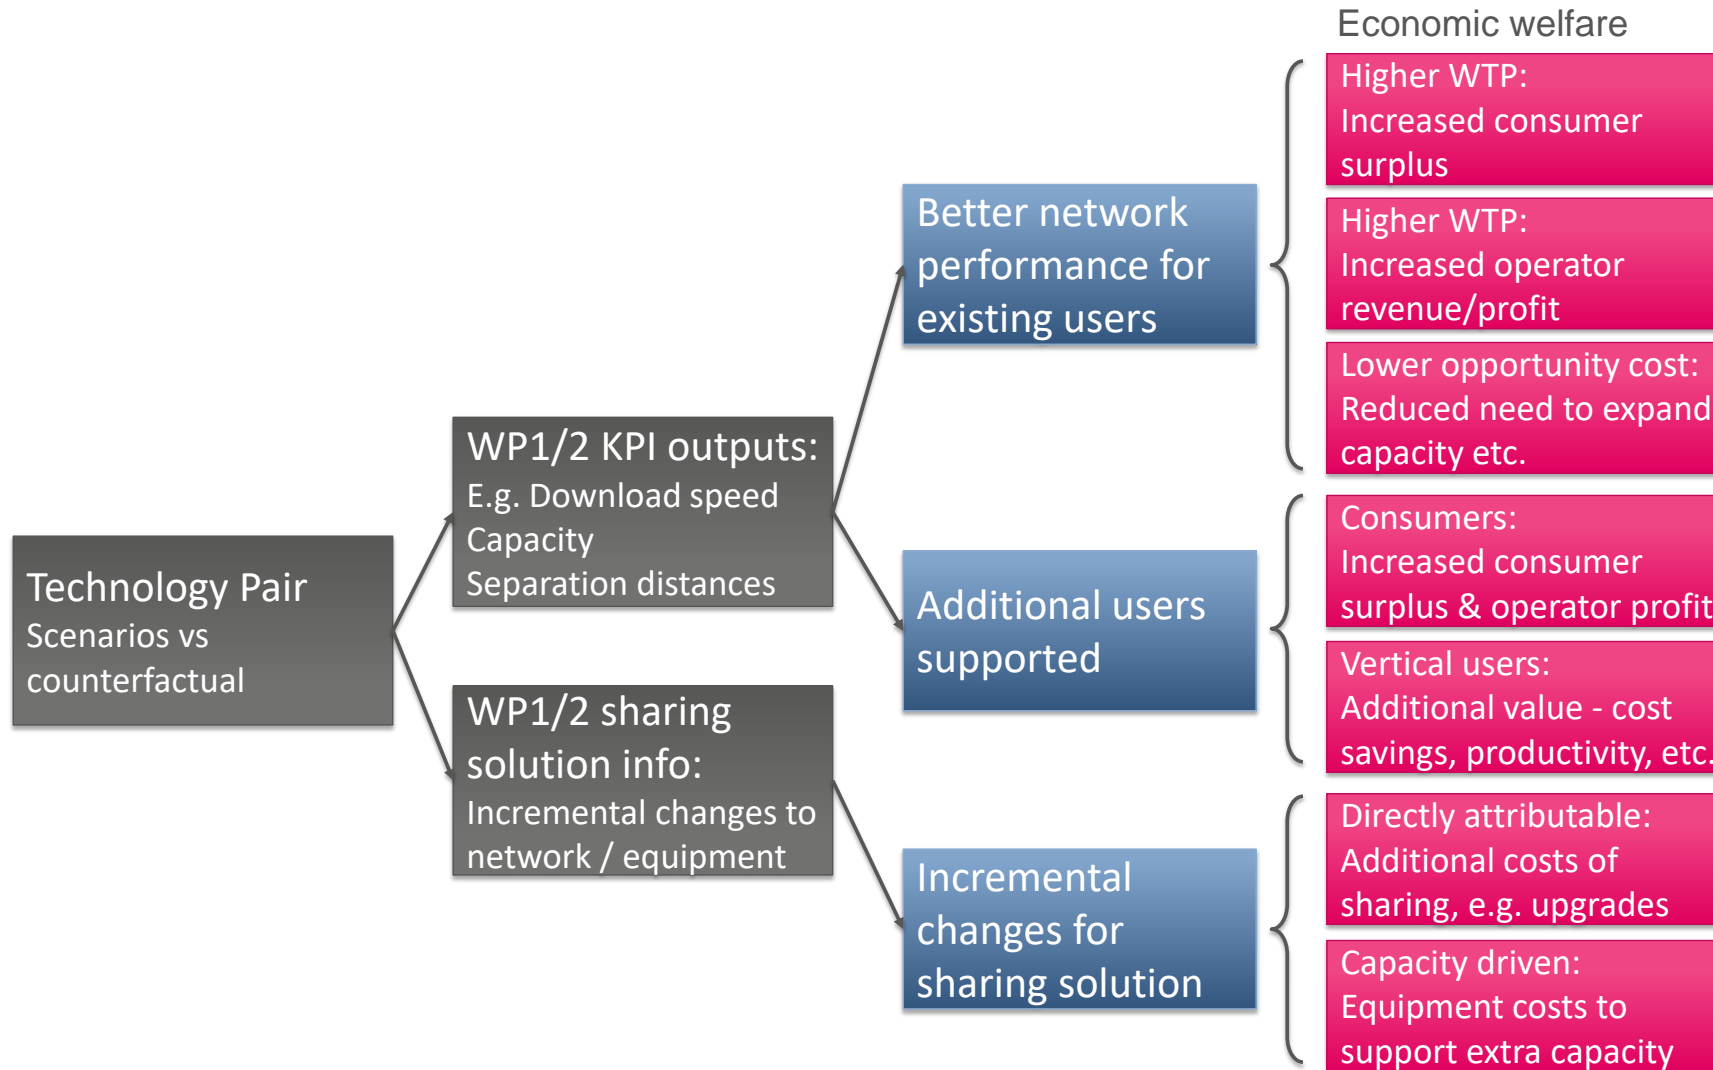 Economic welfare
Technology Pair
Scenarios vs
counterfactual
WP1/2 KPI outputs:
E.g. Download speed
Capacity
Separation distances
WP1/2 sharing
solution info:
Incremental changes to
network / equipment
Better network
performance for
existing users
Additional users
supported
Incremental
changes for
sharing solution
Higher WTP:
Increased consumer
surplus
Higher WTP:
Increased operator
revenue/profit
Lower opportunity cost:
Reduced need to expand
capacity etc.
Consumers:
Increased consumer
surplus & operator profit
Vertical users:
Additional value - cost
savings, productivity, etc.
Directly attributable:
Additional costs of
sharing, e.g. upgrades
Capacity driven:
Equipment costs to
support extra capacity